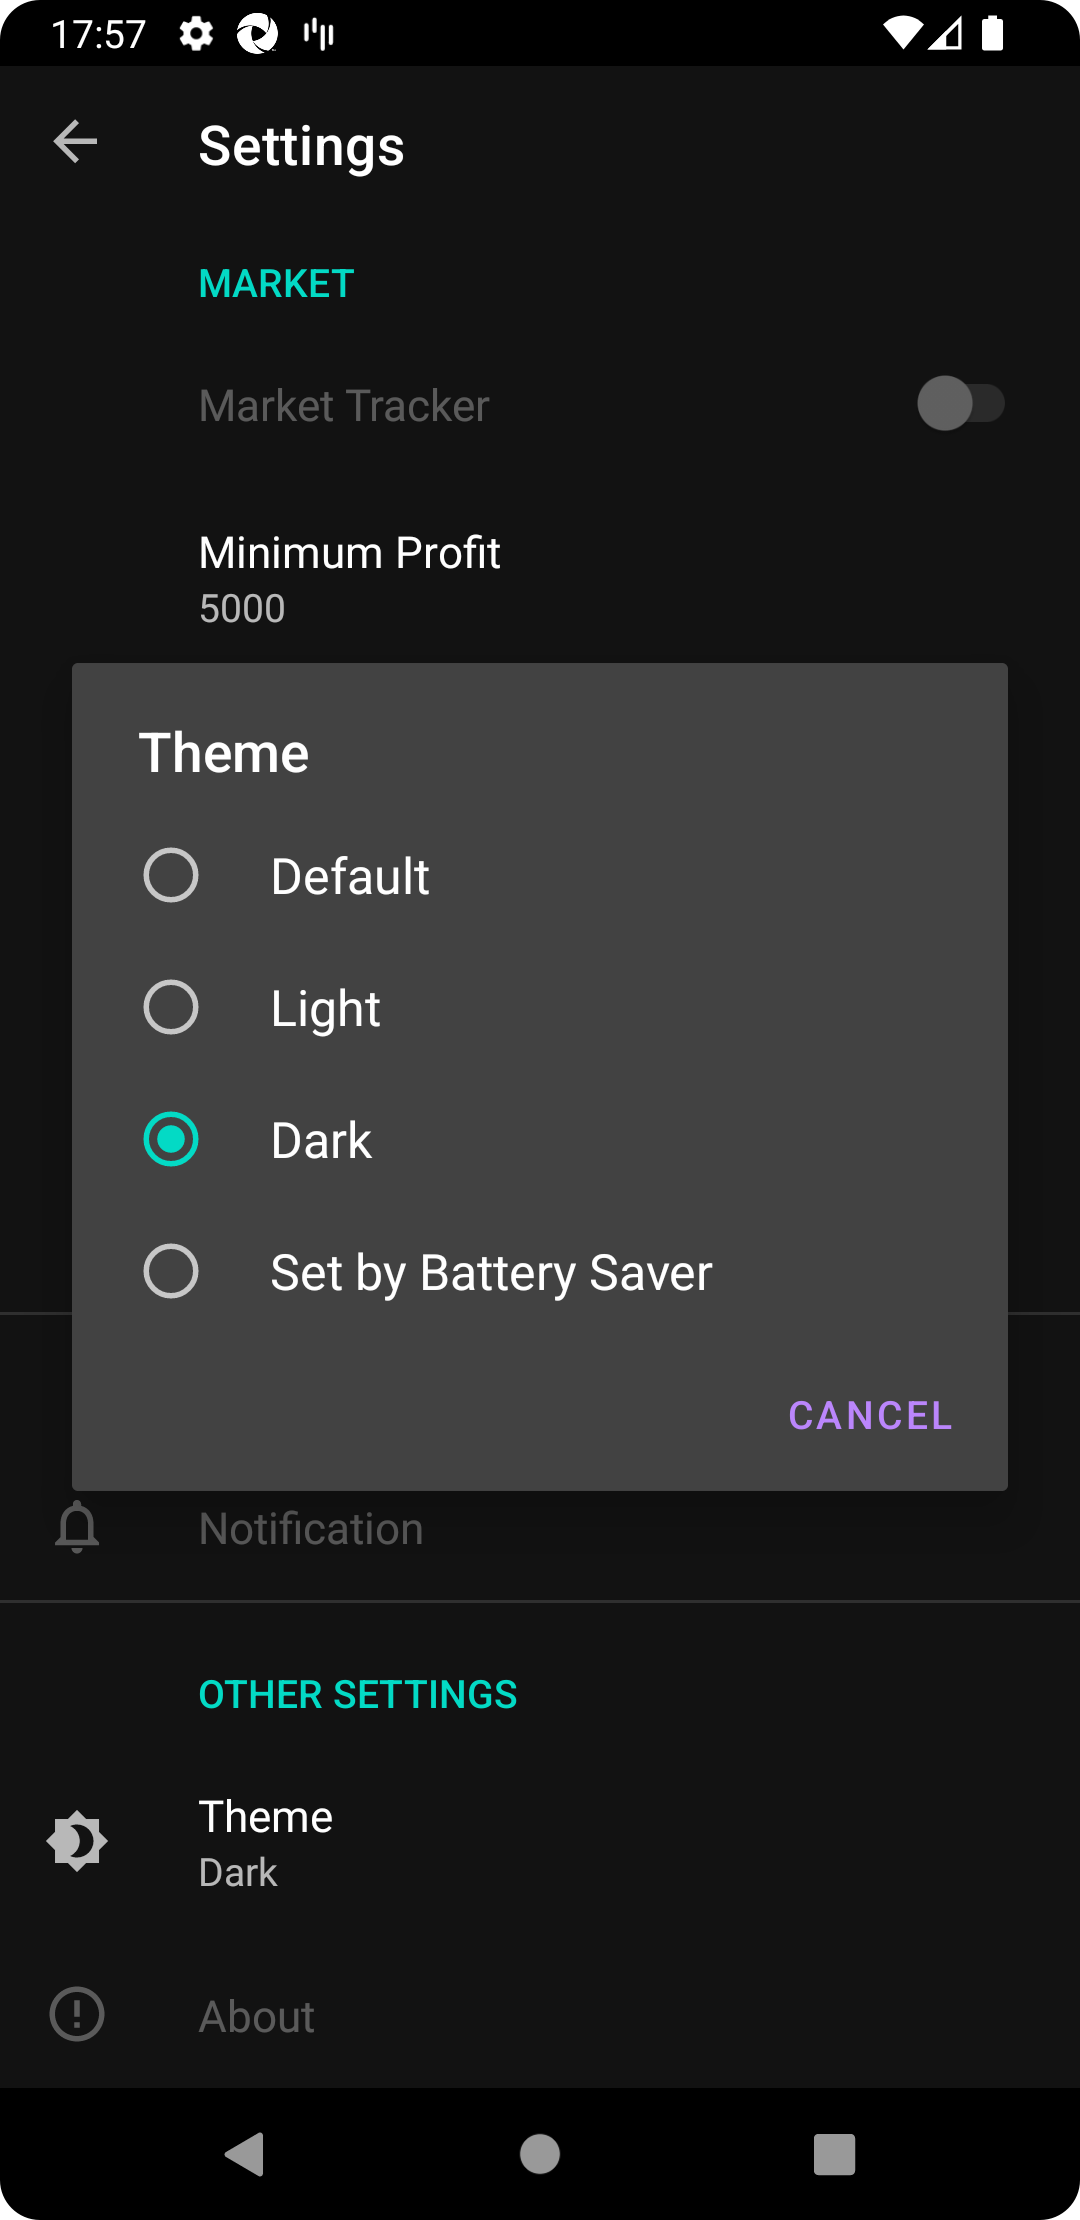 17:57
Settings
MARKET
Market Tracker
Minimum Profit
5000
Theme
Default
Light
Dark
Set by Battery Saver
CANCEL
Notification
OTHER SETTINGS
Theme
Dark
About